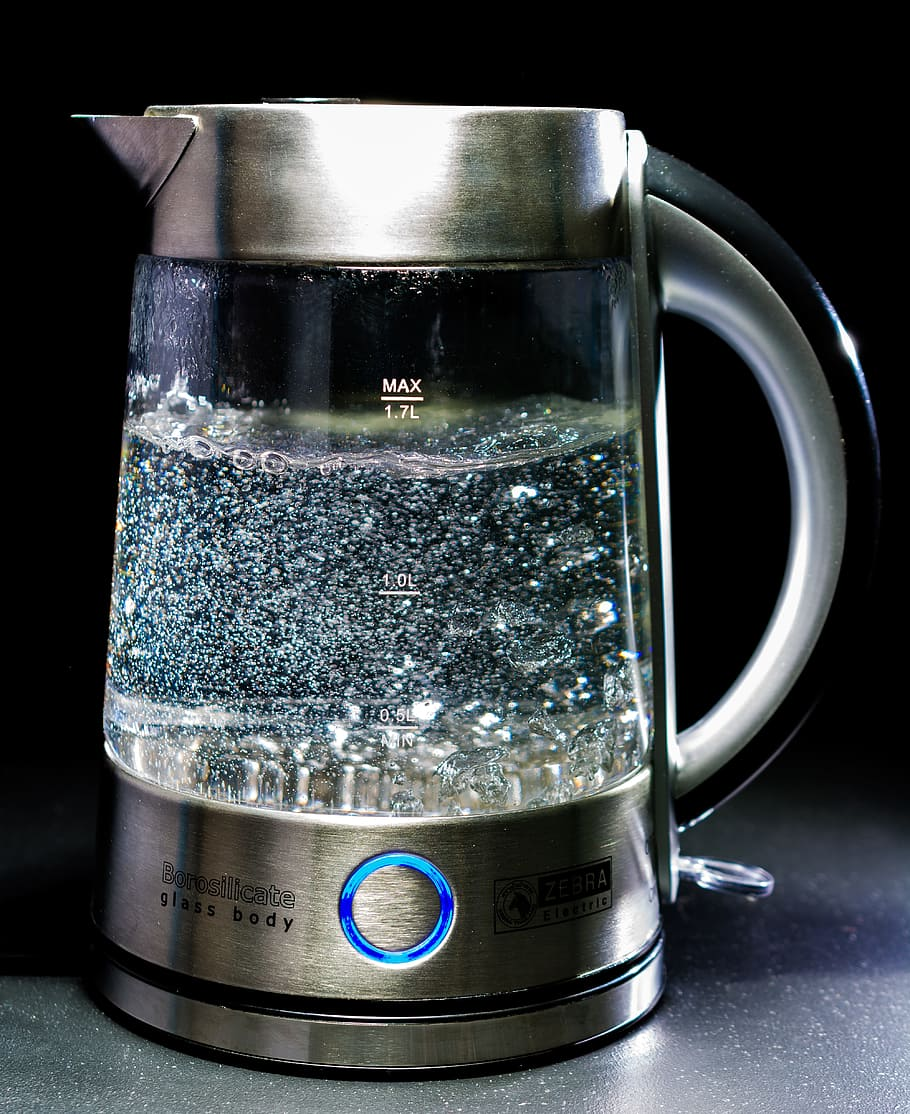 MAX
1.7L
1.0L
0.5L
MIN
Borosilicate
glass body
ZEBRA
Electric